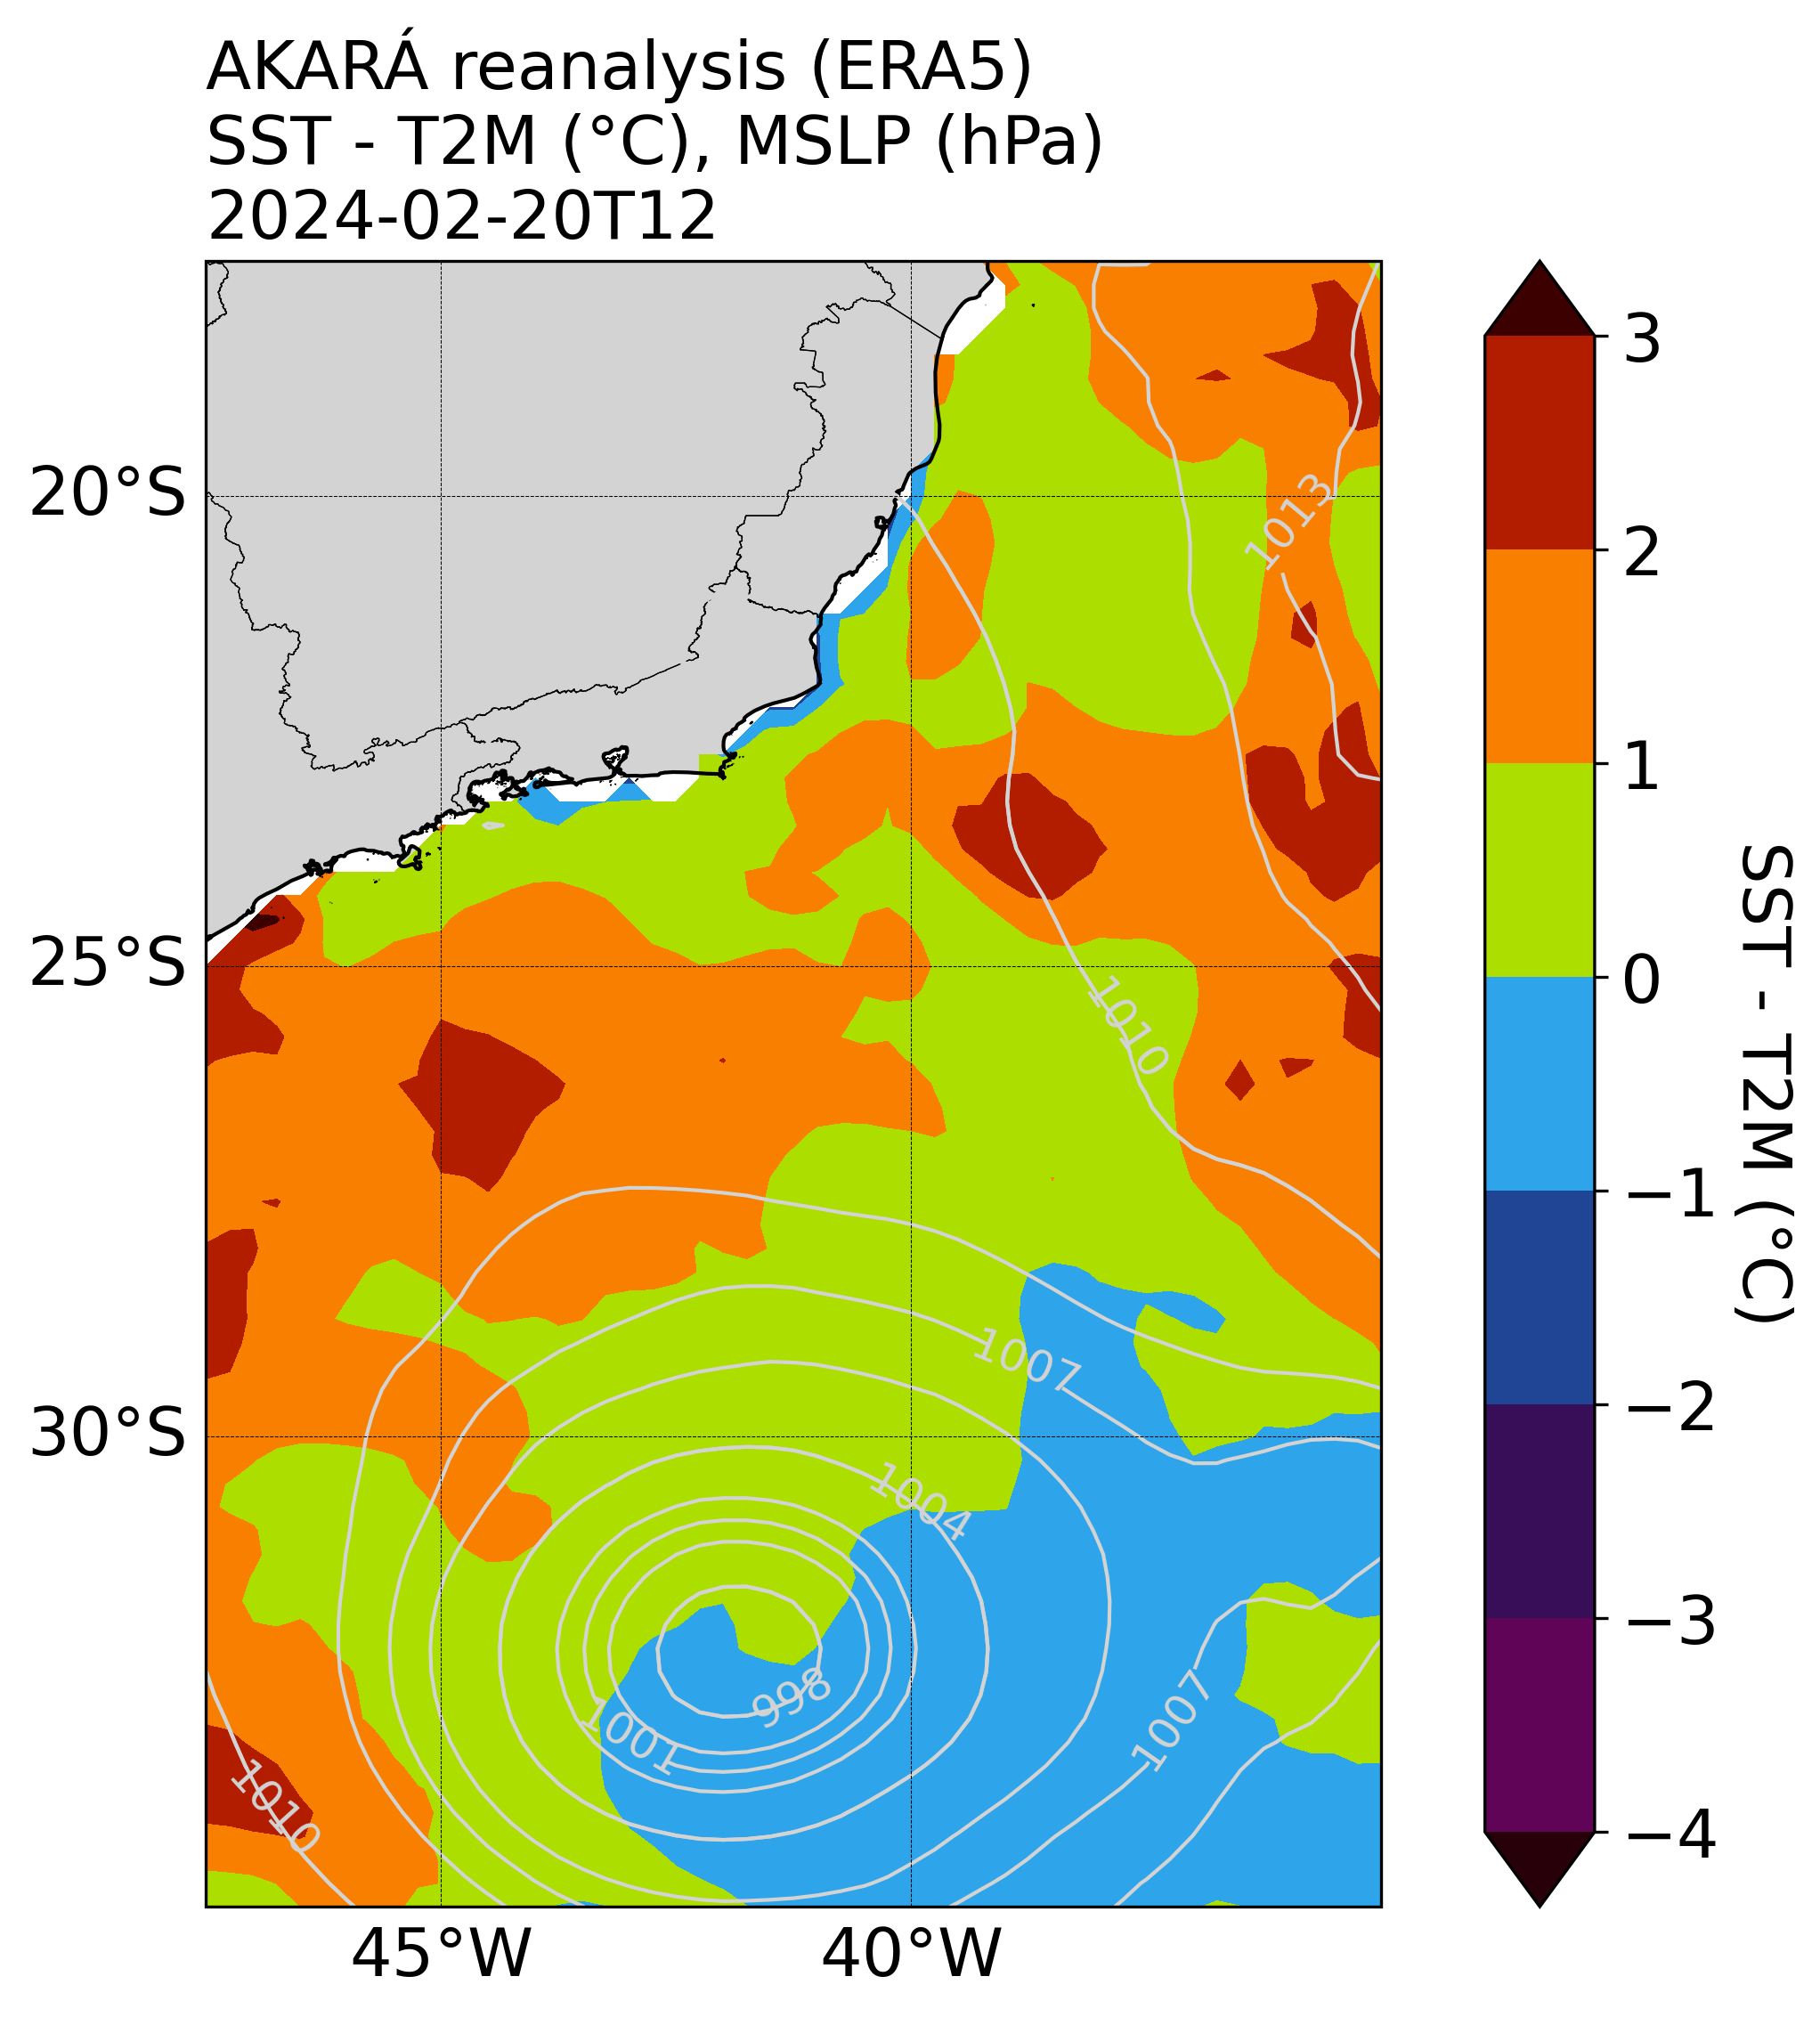 AKARÁ reanalysis (ERA5)
SST - T2M (°C), MSLP (hPa)
2024-02-20T12
20°S
25°S
30°S
45°W
40°W
1013
1010
1007
1004
998
1001
1007
1010
3
2
1
0
−1
−2
−3
−4
SST - T2M (°C)